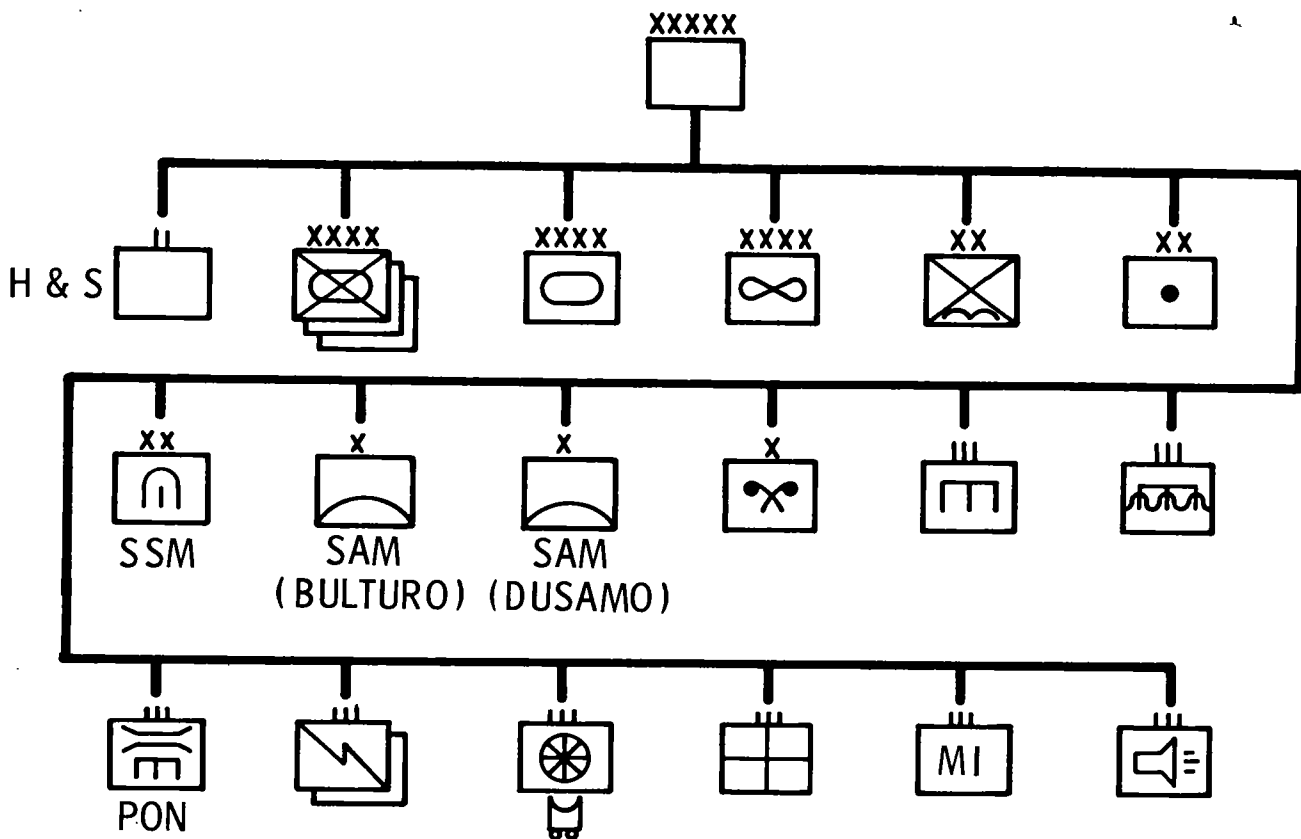 XXXXX
XXXX XXXX XXXX XX XX
H & S
XX X X X
SSM SAM SAM
(BULTURO) (DUSAMO)
PON MI